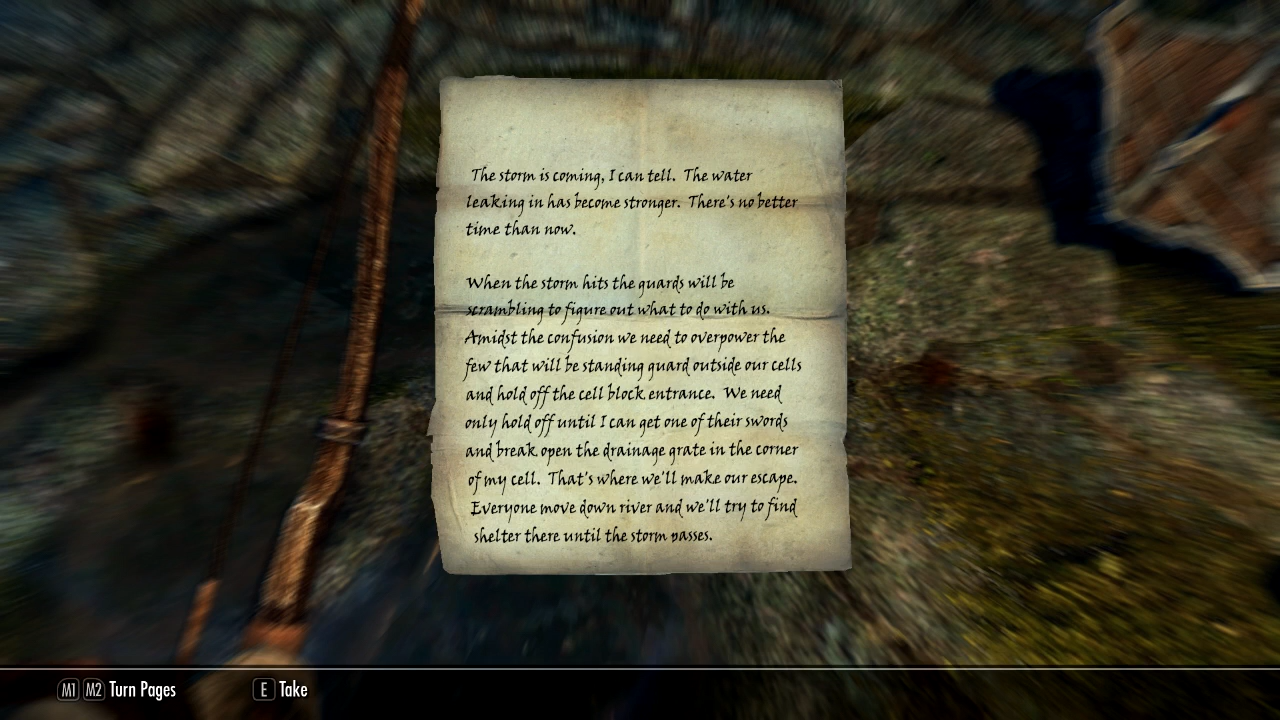 The storm is coming, I can tell.  The water
leaking in has become stronger.  There's no better
time than now.
When the storm hits the guards will be
scrambling to figure out what to do with us.
Amidst the confusion we need to overpower the
few that will be standing guard outside our cells
and hold off the cell block entrance.  We need
only hold off until I can get one of their swords
and break open the drainage grate in the corner
of my cell.  That's where we'll make our escape.
Everyone move down river and we'll try to find
shelter there until the storm passes.
M1 M2 Turn Pages E Take